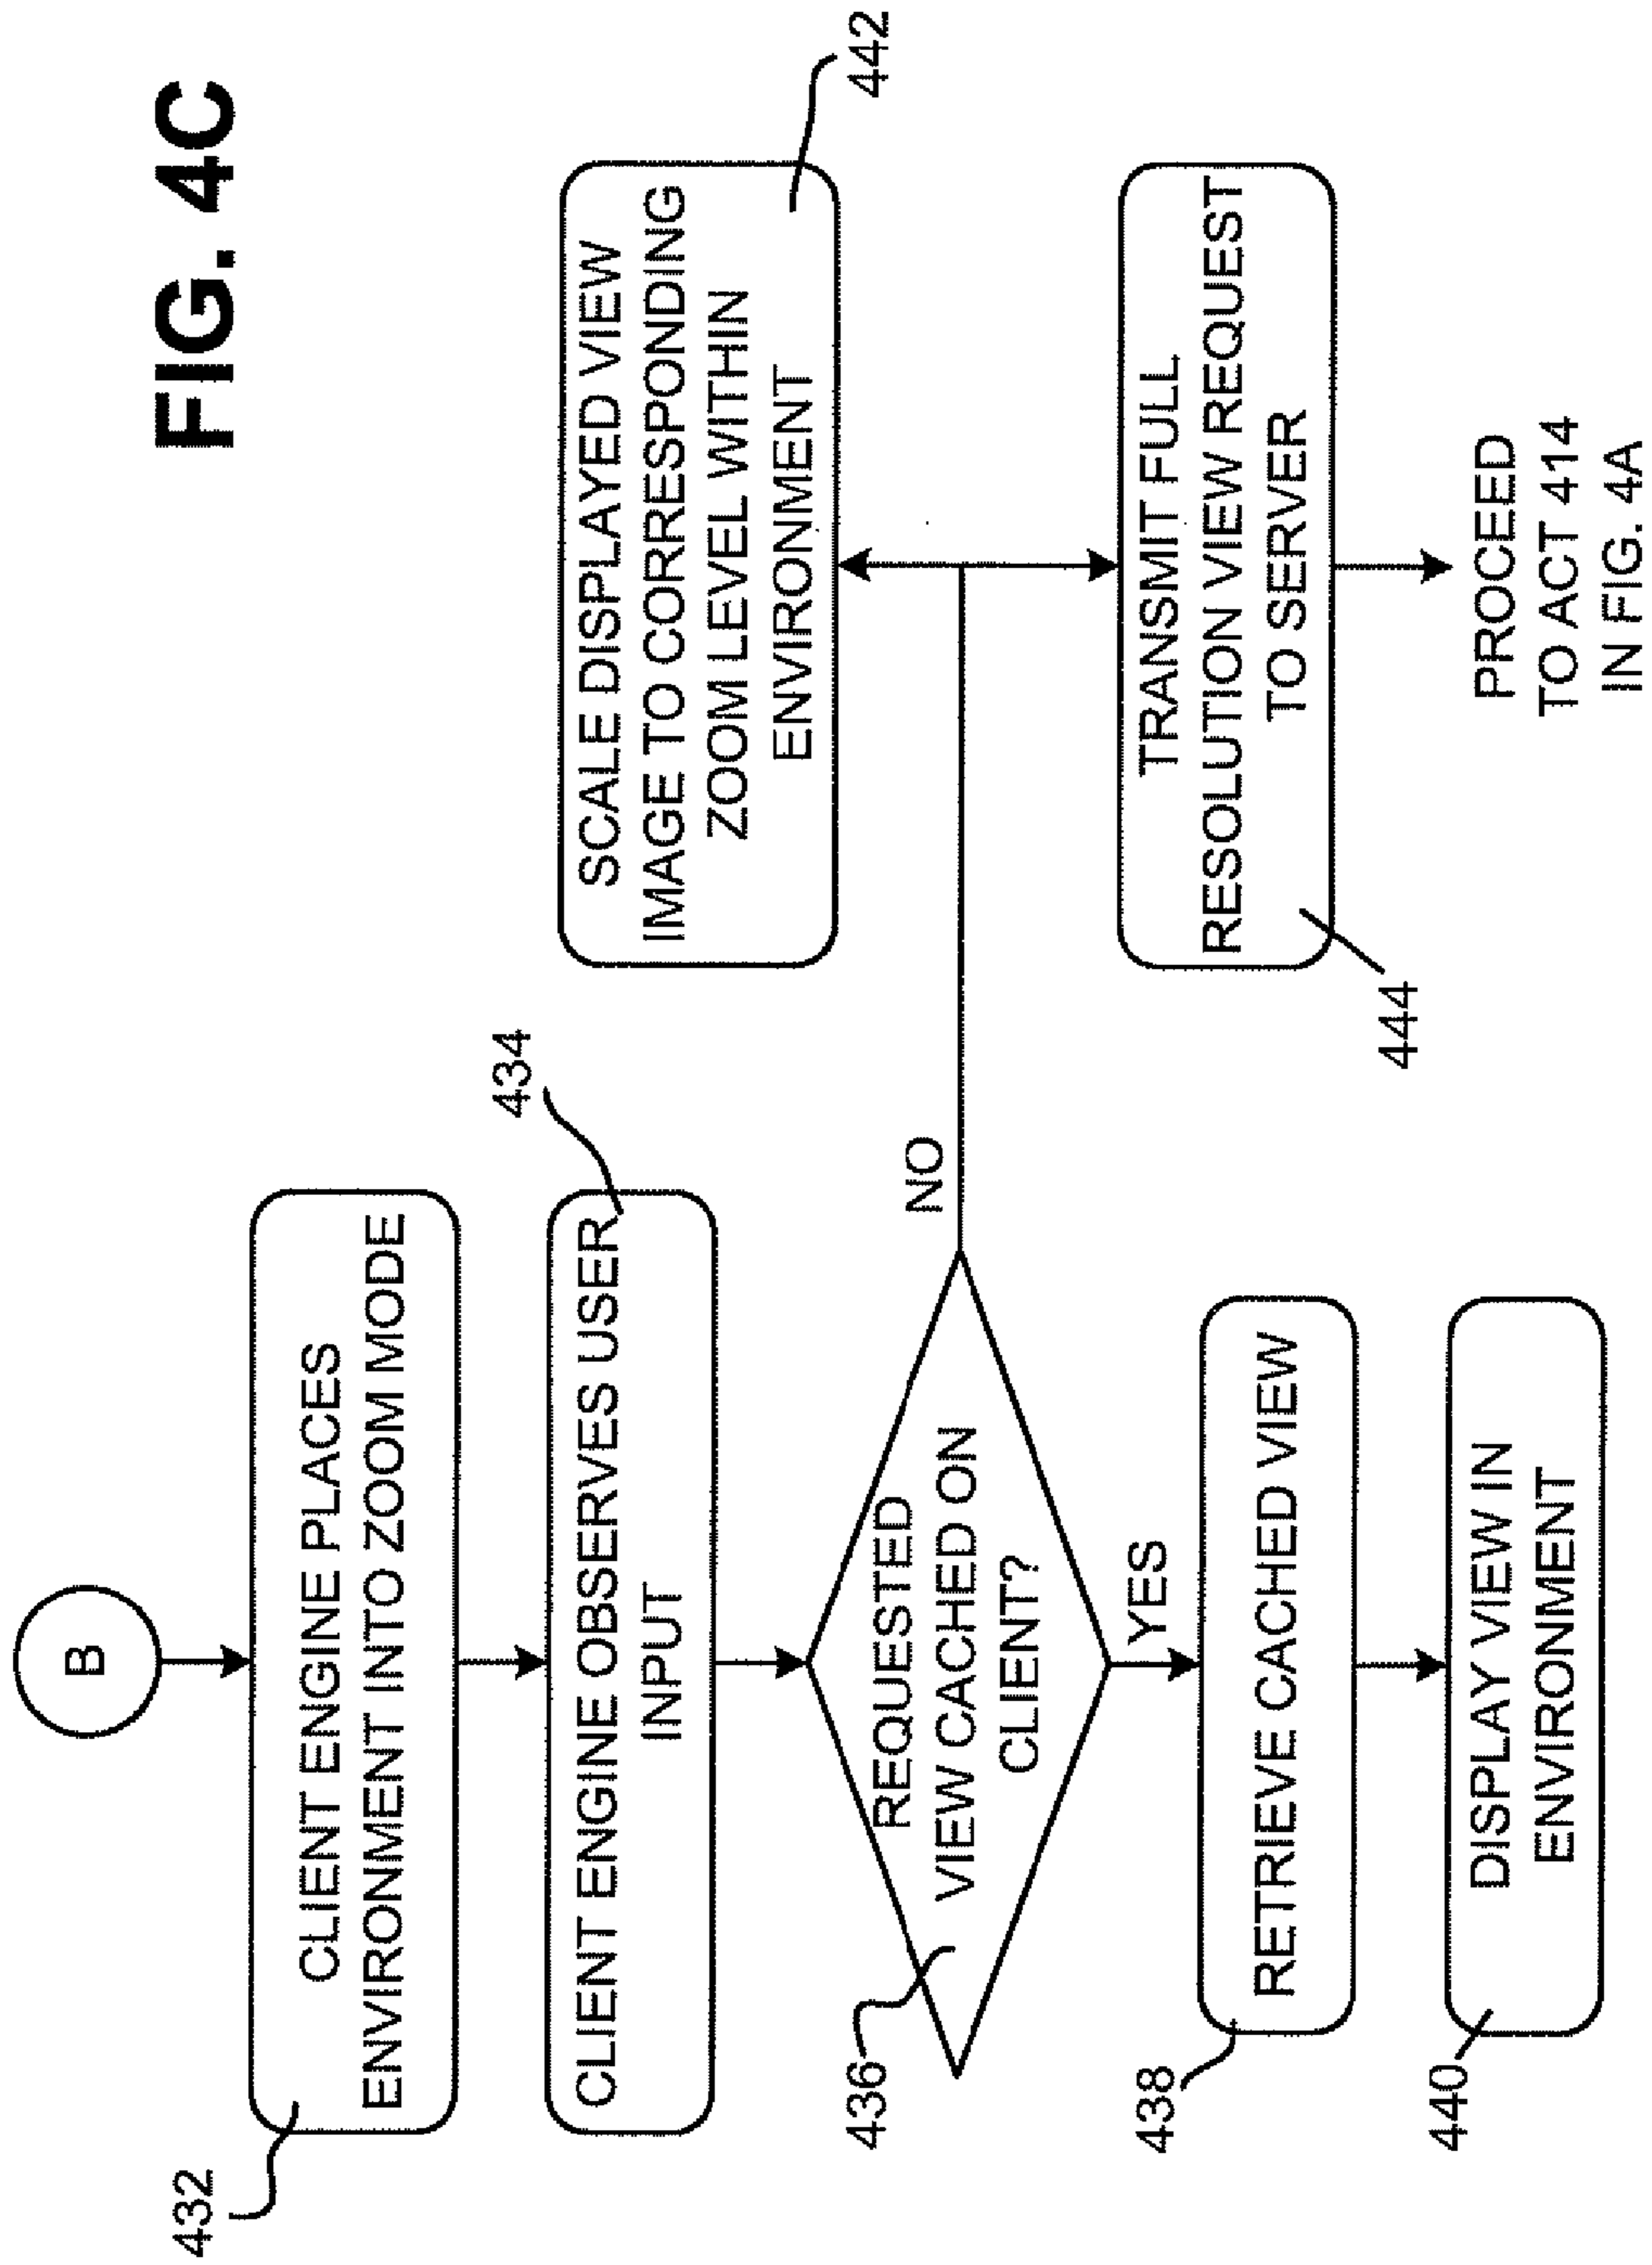 FIG. 4C
B
CLIENT ENGINE PLACES
ENVIRONMENT INTO ZOOM MODE
432
CLIENT ENGINE OBSERVES USER
INPUT
434
REQUESTED
VIEW CACHED ON
CLIENT?
436
NO
YES
RETRIEVE CACHED VIEW
438
DISPLAY VIEW IN
ENVIRONMENT
440
SCALE DISPLAYED VIEW
IMAGE TO CORRESPONDING
ZOOM LEVEL WITHIN
ENVIRONMENT
442
TRANSMIT FULL
RESOLUTION VIEW REQUEST
TO SERVER
444
PROCEED
TO ACT 414
IN FIG. 4A